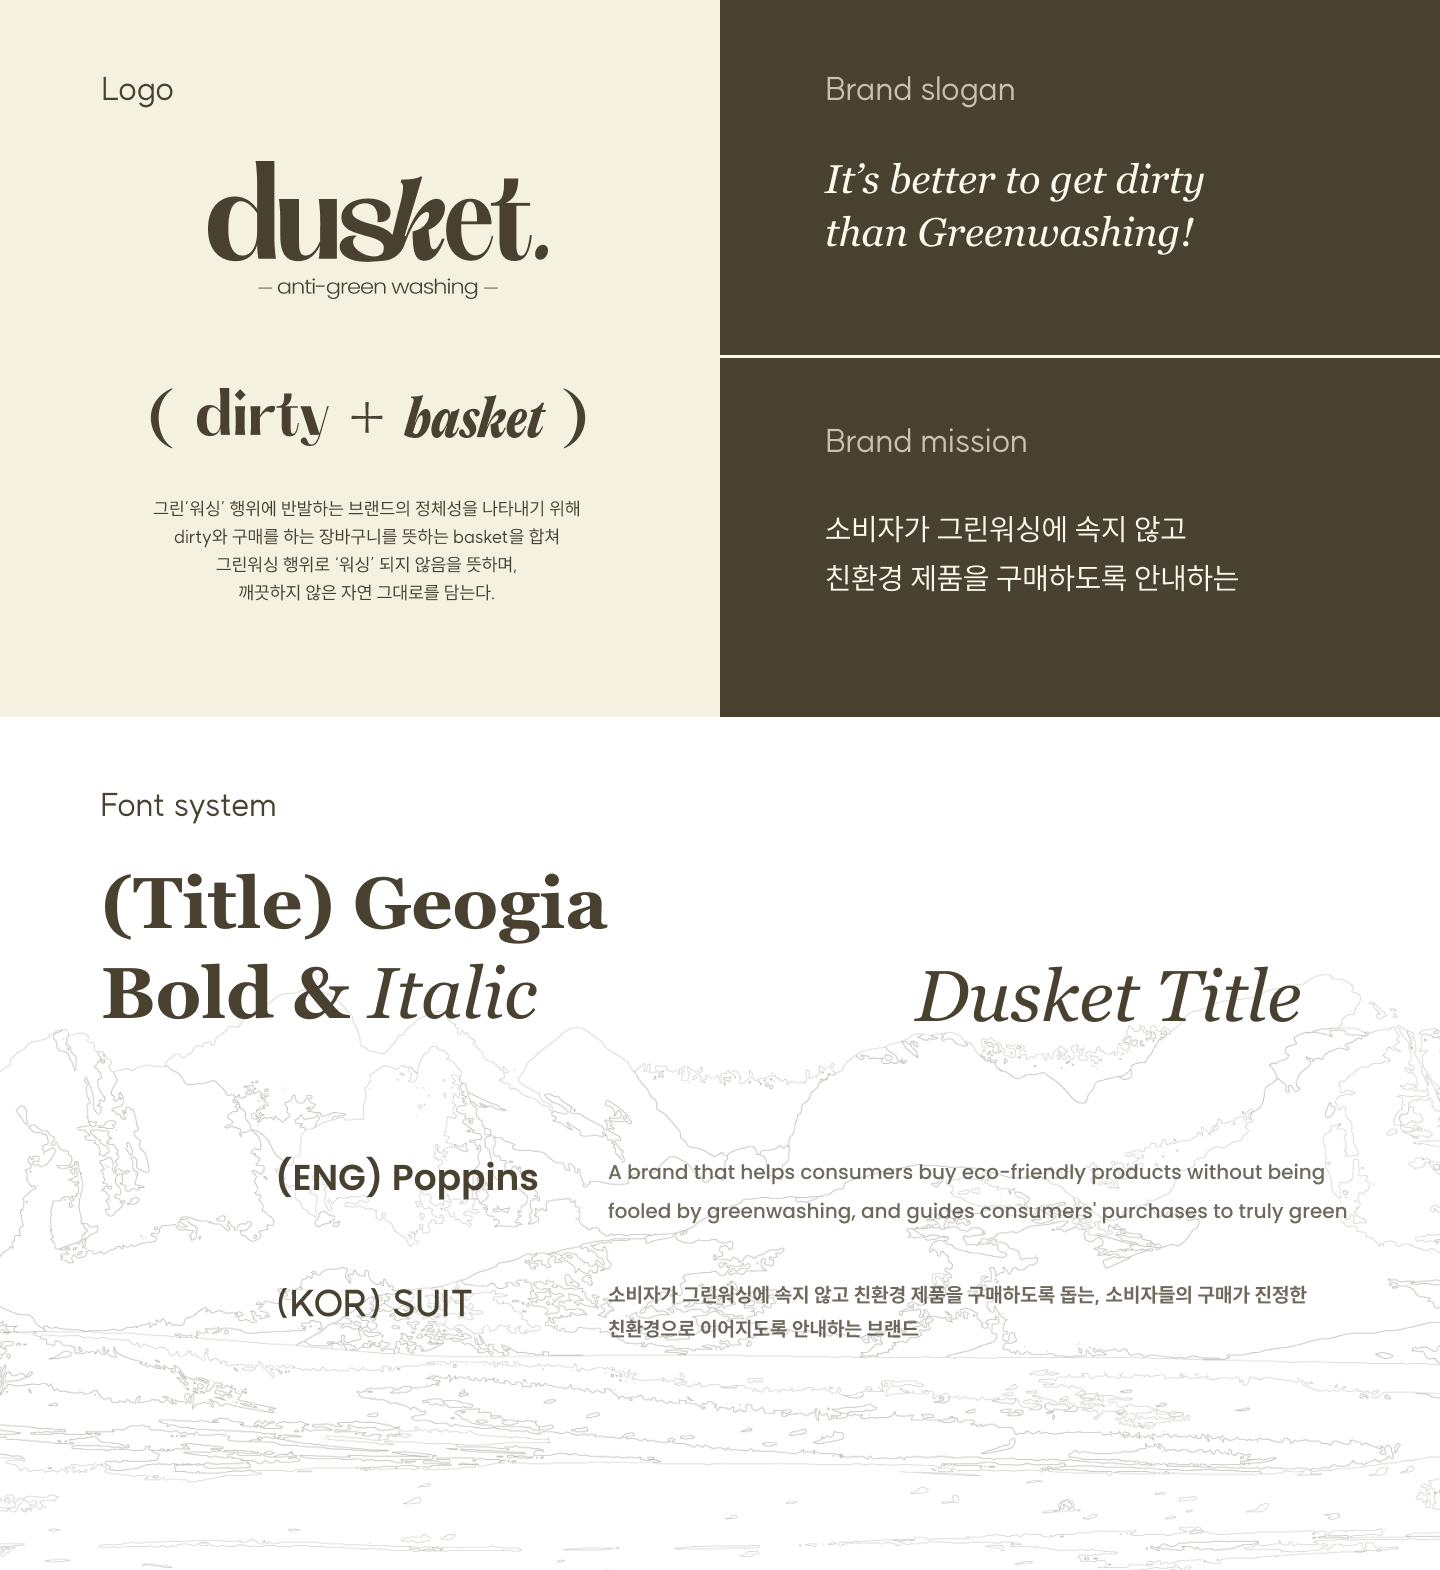 Logo
dusket.
— anti-green washing —
( dirty + basket )
그린‘워싱’ 행위에 반발하는 브랜드의 정체성을 나타내기 위해
dirty와 구매를 하는 장바구니를 뜻하는 basket을 합쳐
그린워싱 행위로 ‘워싱’ 되지 않음을 뜻하며,
깨끗하지 않은 자연 그대로를 담는다.
Brand slogan
It’s better to get dirty
than Greenwashing!
Brand mission
소비자가 그린워싱에 속지 않고
친환경 제품을 구매하도록 안내하는
Font system
(Title) Geogia
Bold & Italic
Dusket Title
(ENG) Poppins
A brand that helps consumers buy eco-friendly products without being
fooled by greenwashing, and guides consumers' purchases to truly green
(KOR) SUIT
소비자가 그린워싱에 속지 않고 친환경 제품을 구매하도록 돕는, 소비자들의 구매가 진정한
친환경으로 이어지도록 안내하는 브랜드